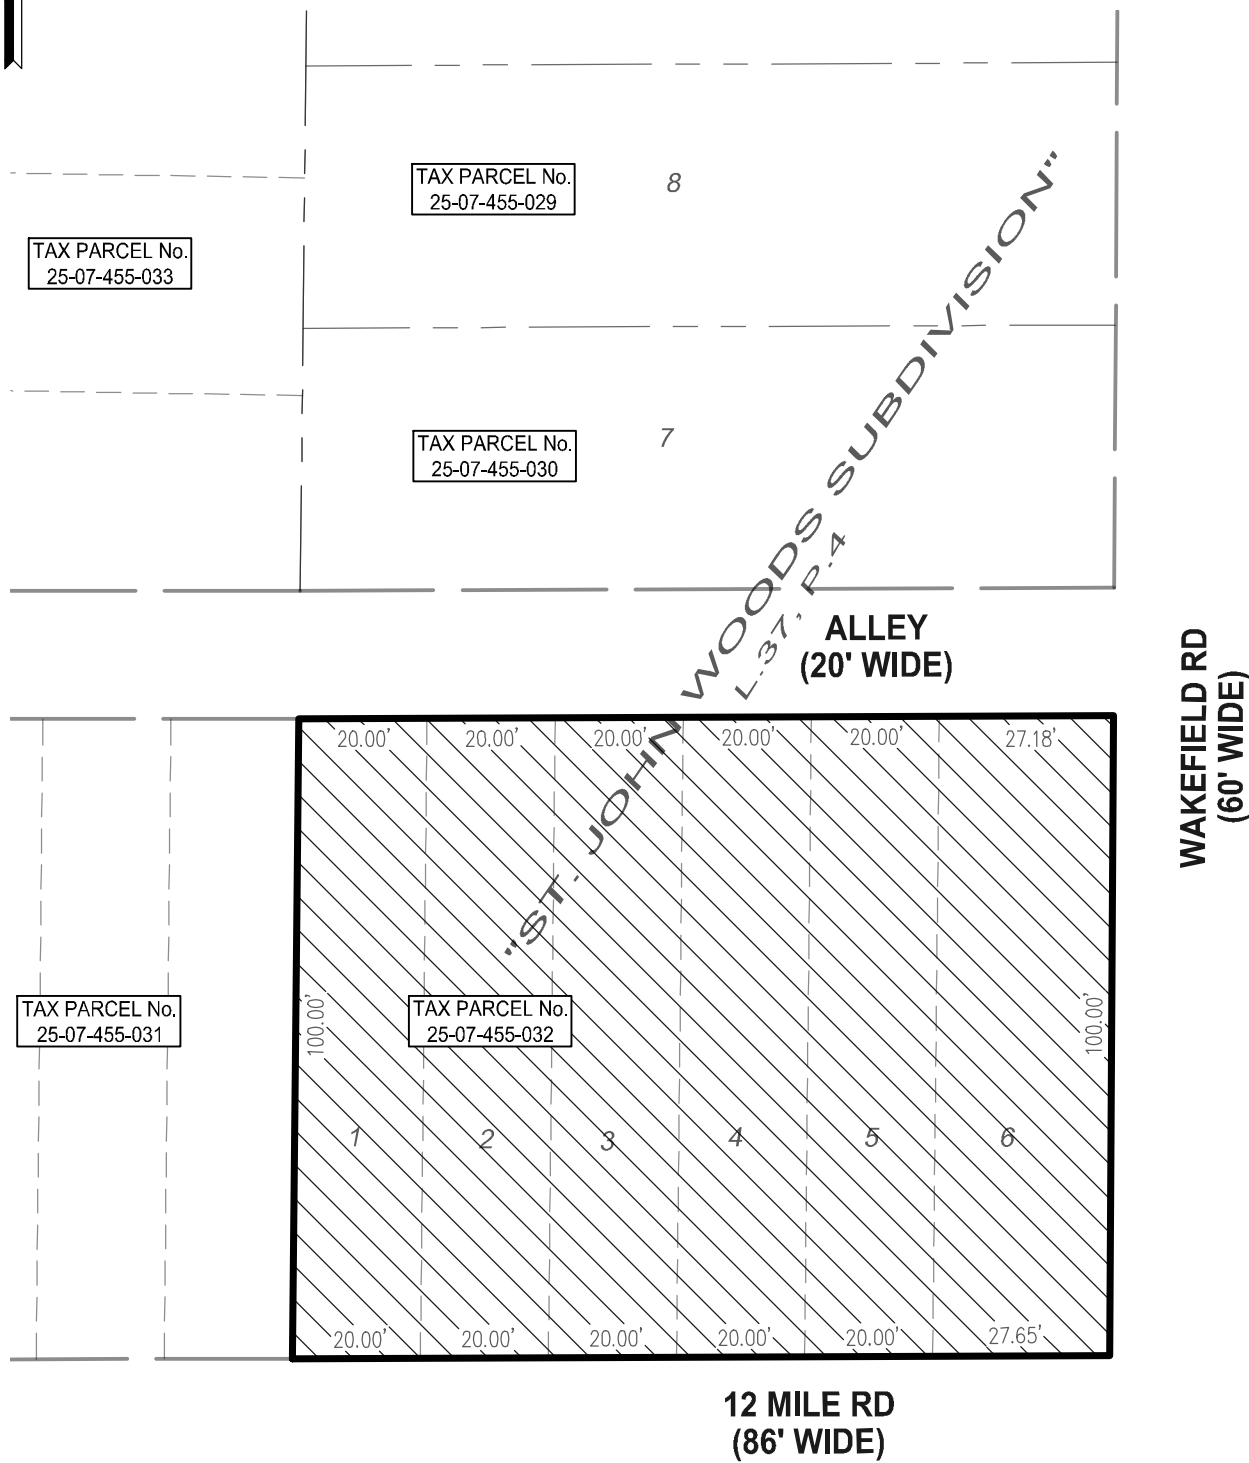 TAX PARCEL No.
25-07-455-029
8
TAX PARCEL No.
25-07-455-033
TAX PARCEL No.
25-07-455-030
7
"ST. JOHN WOODS SUBDIVISION"
L.37, P.4
ALLEY
(20' WIDE)
WAKEFIELD RD
(60' WIDE)
20.00'
20.00'
20.00'
20.00'
20.00'
27.18'
TAX PARCEL No.
25-07-455-031
100.00'
TAX PARCEL No.
25-07-455-032
100.00'
1
2
3
4
5
6
20.00'
20.00'
20.00'
20.00'
20.00'
27.65'
12 MILE RD
(86' WIDE)